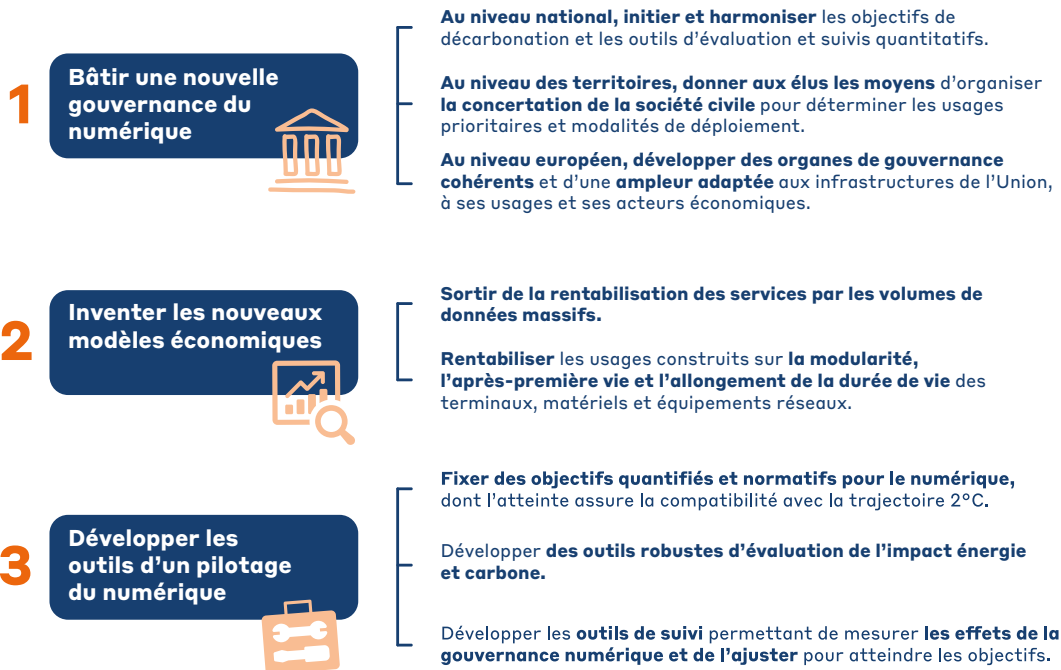 1
Bâtir une nouvelle
gouvernance du
numérique
Au niveau national, initier et harmoniser les objectifs de
décarbonation et les outils d'évaluation et suivis quantitatifs.
Au niveau des territoires, donner aux élus les moyens d'organiser
la concertation de la société civile pour déterminer les usages
prioritaires et modalités de déploiement.
Au niveau européen, développer des organes de gouvernance
cohérents et d'une ampleur adaptée aux infrastructures de l'Union,
à ses usages et ses acteurs économiques.
2
Inventer les nouveaux
modèles économiques
Sortir de la rentabilisation des services par les volumes de
données massifs.
Rentabiliser les usages construits sur la modularité,
l'après-première vie et l'allongement de la durée de vie des
terminaux, matériels et équipements réseaux.
3
Développer les
outils d'un pilotage
du numérique
Fixer des objectifs quantifiés et normatifs pour le numérique,
dont l'atteinte assure la compatibilité avec la trajectoire 2°C.
Développer des outils robustes d'évaluation de l'impact énergie
et carbone.
Développer les outils de suivi permettant de mesurer les effets de la
gouvernance numérique et de l'ajuster pour atteindre les objectifs.